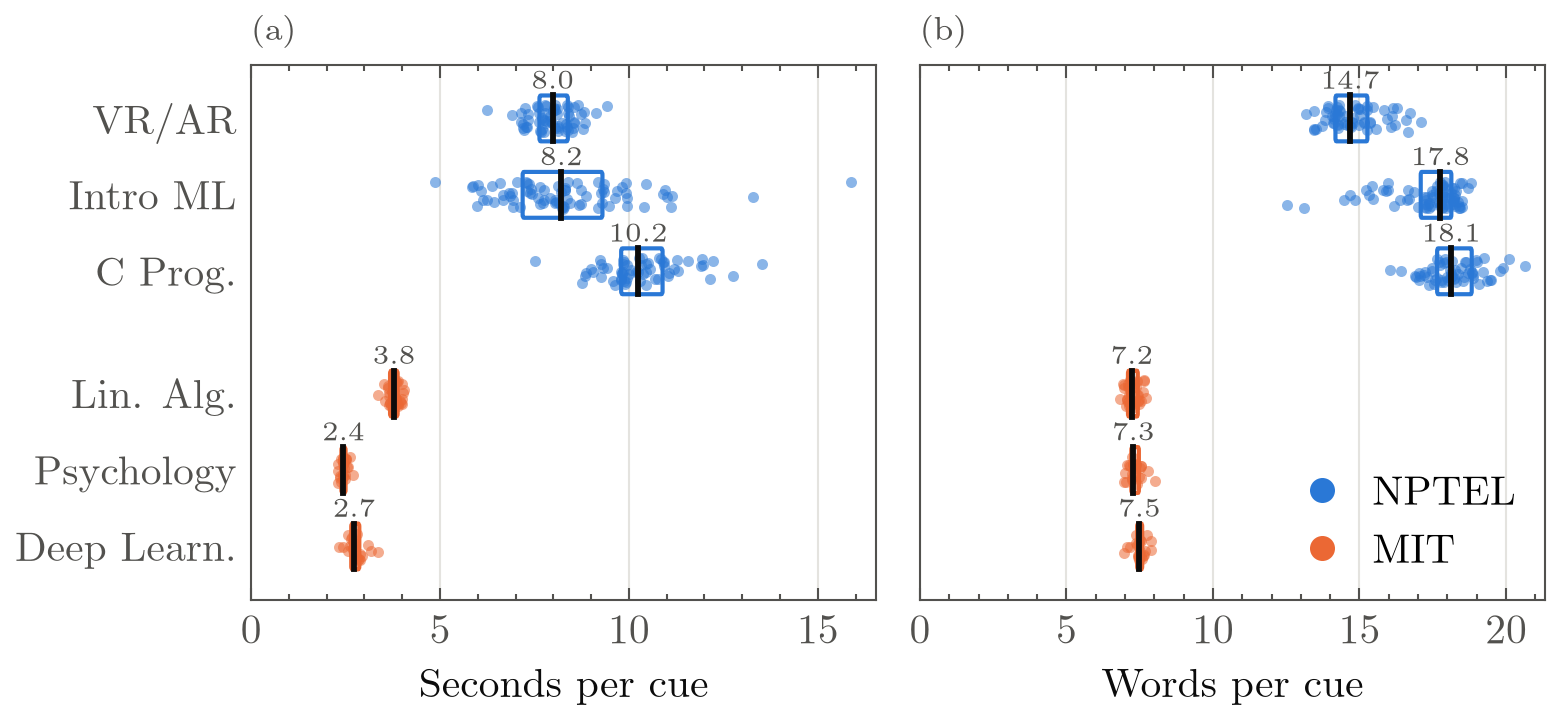 (a)
(b)
VR/AR
Intro ML
C Prog.
Lin. Alg.
Psychology
Deep Learn.
8.0
8.2
10.2
3.8
2.4
2.7
0 5 10 15
Seconds per cue
14.7
17.8
18.1
7.2
7.3
7.5
NPTEL
MIT
0 5 10 15 20
Words per cue